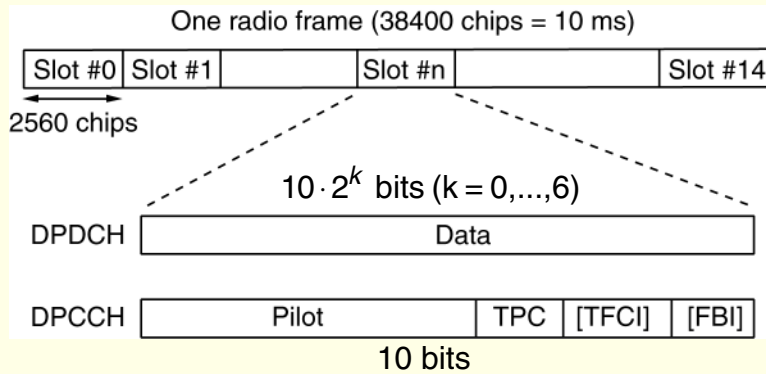 One radio frame (38400 chips = 10 ms)
Slot #0 Slot #1 Slot #n Slot #14
2560 chips
10 · 2^k bits (k = 0,...,6)
DPDCH Data
DPCCH Pilot TPC [TFCI] [FBI]
10 bits